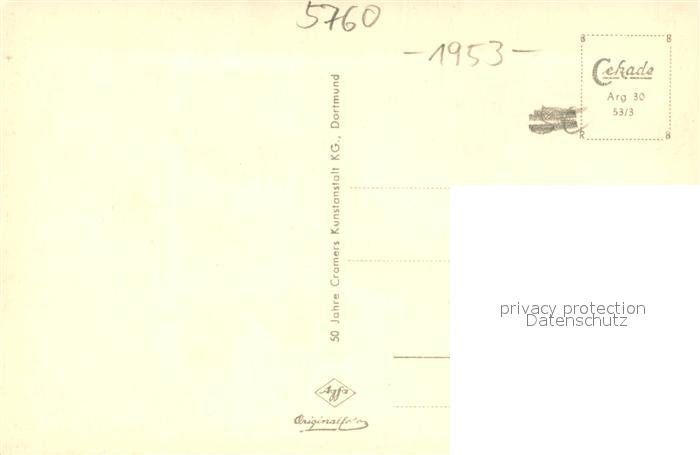 5760
-1953-
Cekade
Arg 30
53/3
50 Jahre Cramers Kunstanstalt KG., Dortmund
privacy protection
Datenschutz
Agfa
Originalfoto